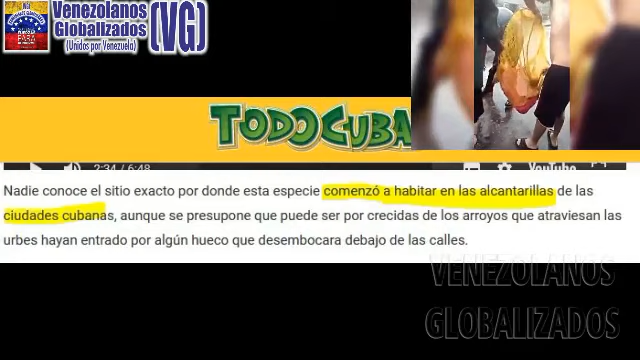 Venezolanos
Globalizados (VG)
(Unidos por Venezuela)
TODOCUBA
2:34 / 6:48
YouTube
Nadie conoce el sitio exacto por donde esta especie comenzó a habitar en las alcantarillas de las
ciudades cubanas, aunque se presupone que puede ser por crecidas de los arroyos que atraviesan las
urbes hayan entrado por algún hueco que desembocara debajo de las calles.
VENEZOLANOS
GLOBALIZADOS